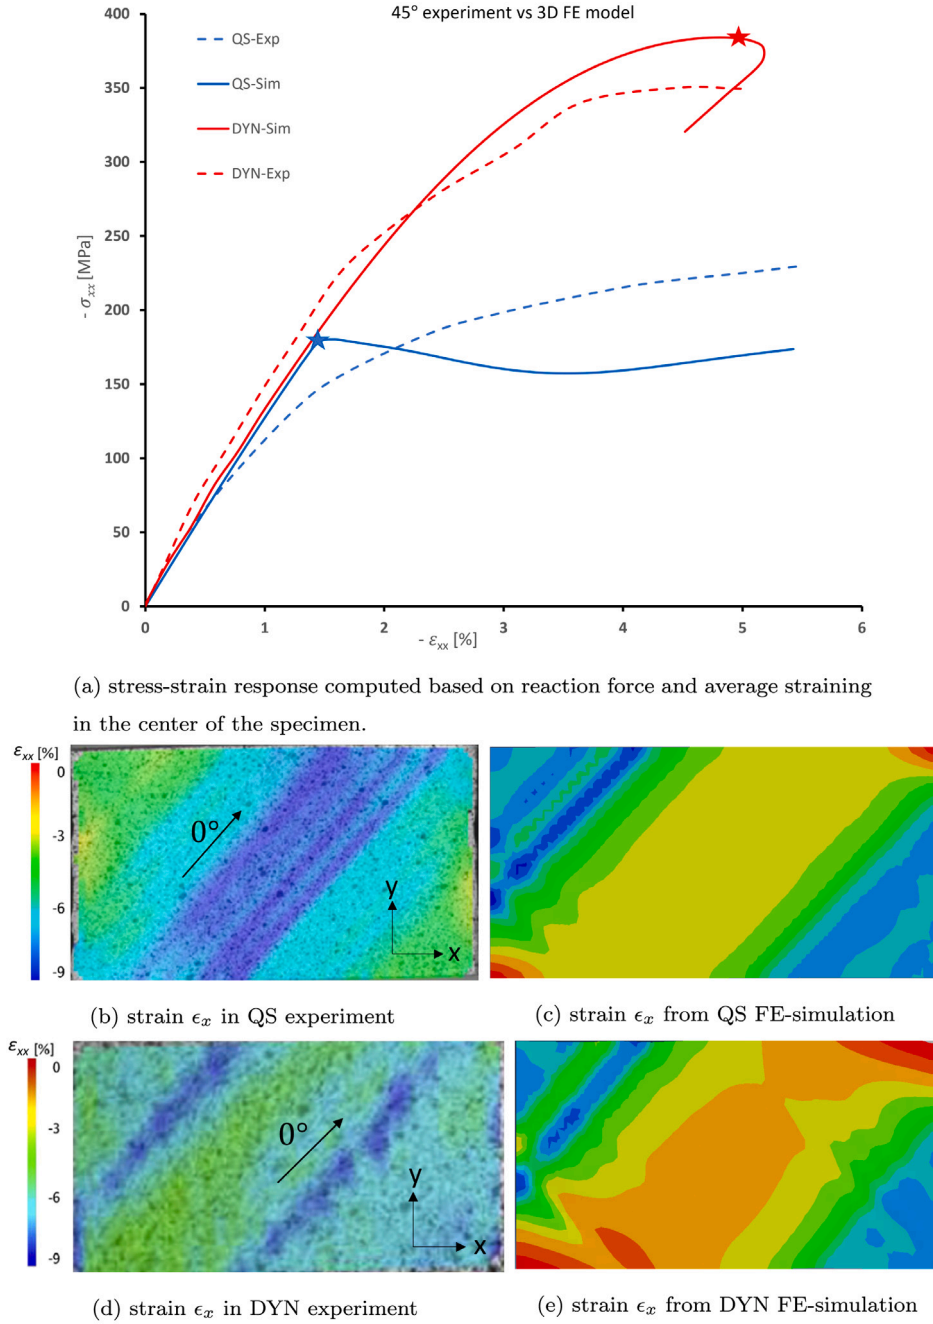 45° experiment vs 3D FE model
400
350
300
250
200
150
100
50
0
- σxx [MPa]
QS-Exp
QS-Sim
DYN-Sim
DYN-Exp
0 1 2 3 4 5 6
- εxx [%]
(a) stress-strain response computed based on reaction force and average straining
in the center of the specimen.
εxx [%]
0
-3
-6
-9
0°
y
x
(b) strain ϵx in QS experiment
(c) strain ϵx from QS FE-simulation
εxx [%]
0
-3
-6
-9
0°
y
x
(d) strain ϵx in DYN experiment
(e) strain ϵx from DYN FE-simulation